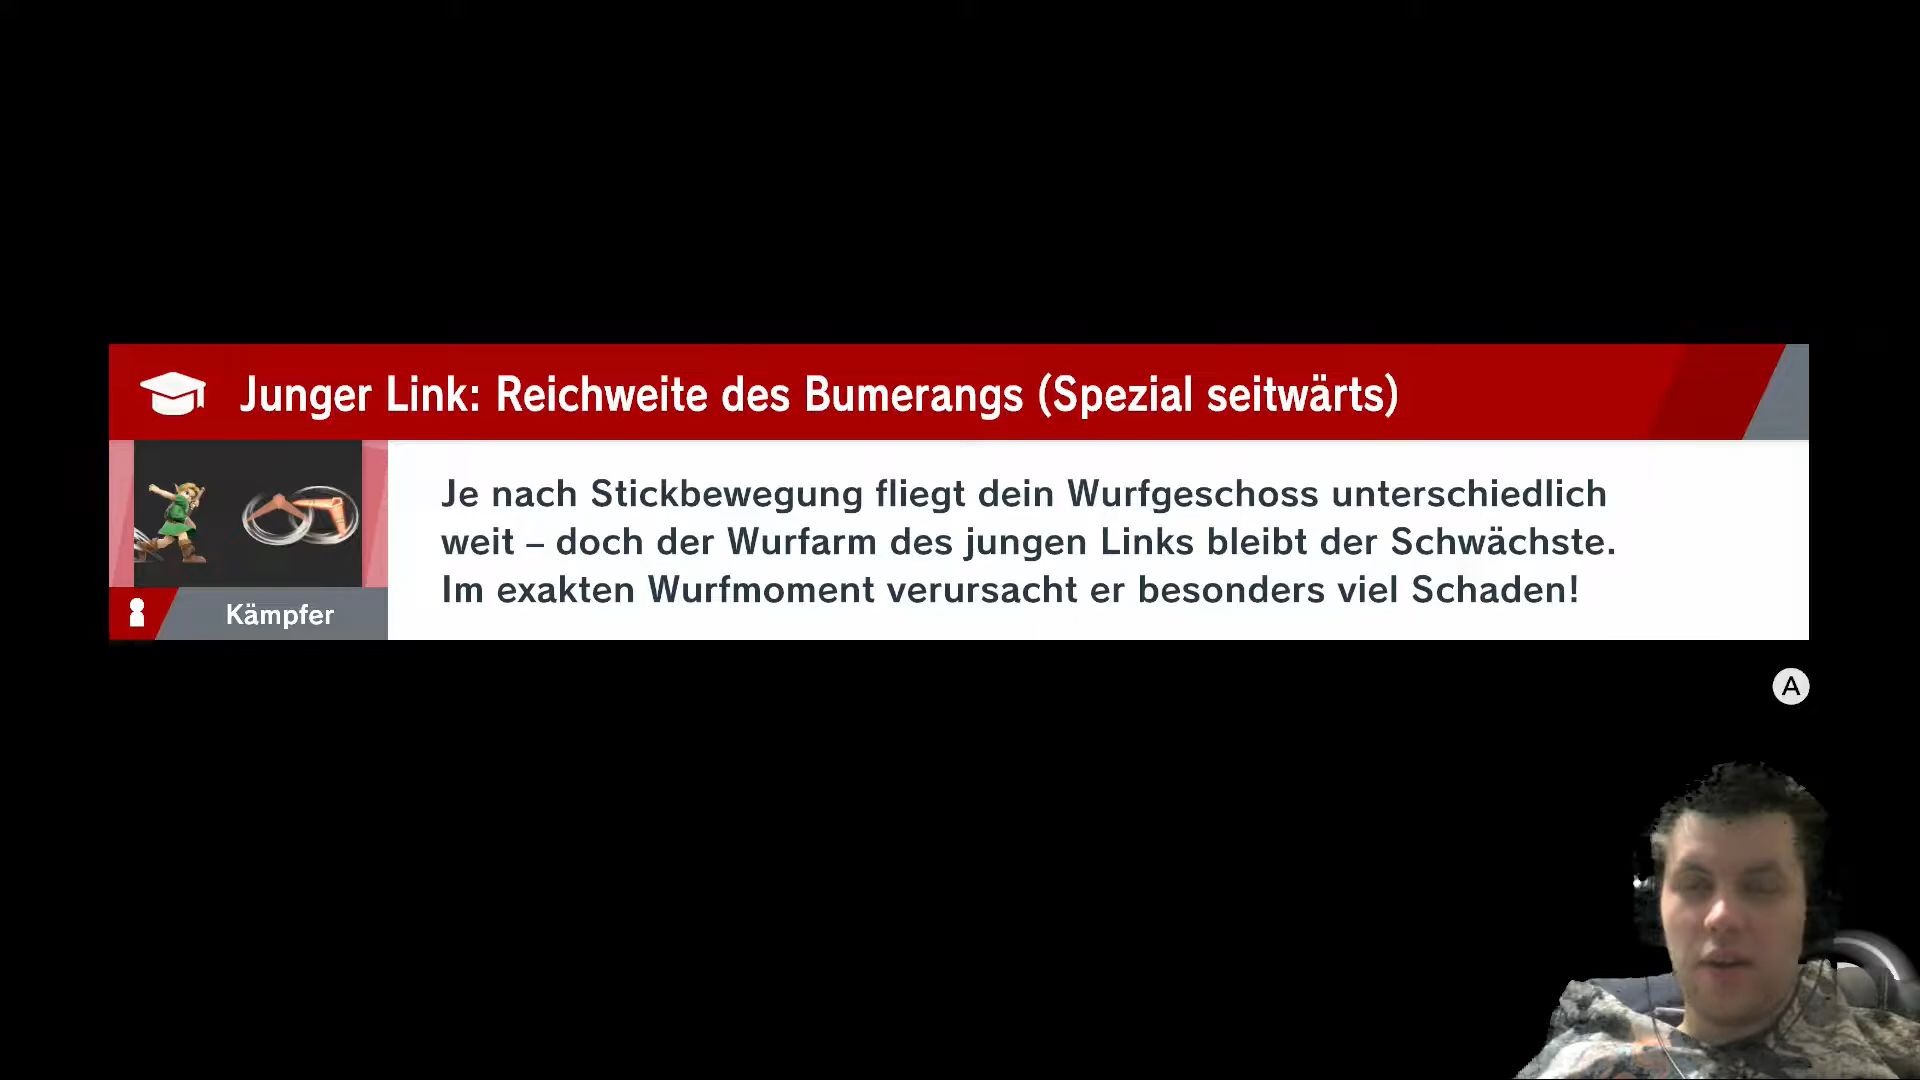 Junger Link: Reichweite des Bumerangs (Spezial seitwärts)
Je nach Stickbewegung fliegt dein Wurfgeschoss unterschiedlich
weit – doch der Wurfarm des jungen Links bleibt der Schwächste.
Im exakten Wurfmoment verursacht er besonders viel Schaden!
Kämpfer
A